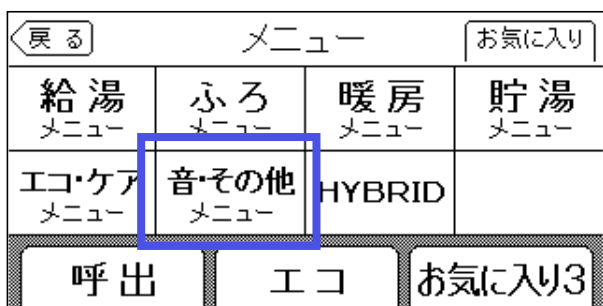 戻る メニュー お気に入り
給湯 ふろ 暖房 貯湯
メニュー メニュー メニュー メニュー
エコ・ケア 音・その他 HYBRID
メニュー メニュー
呼出 エコ お気に入り3